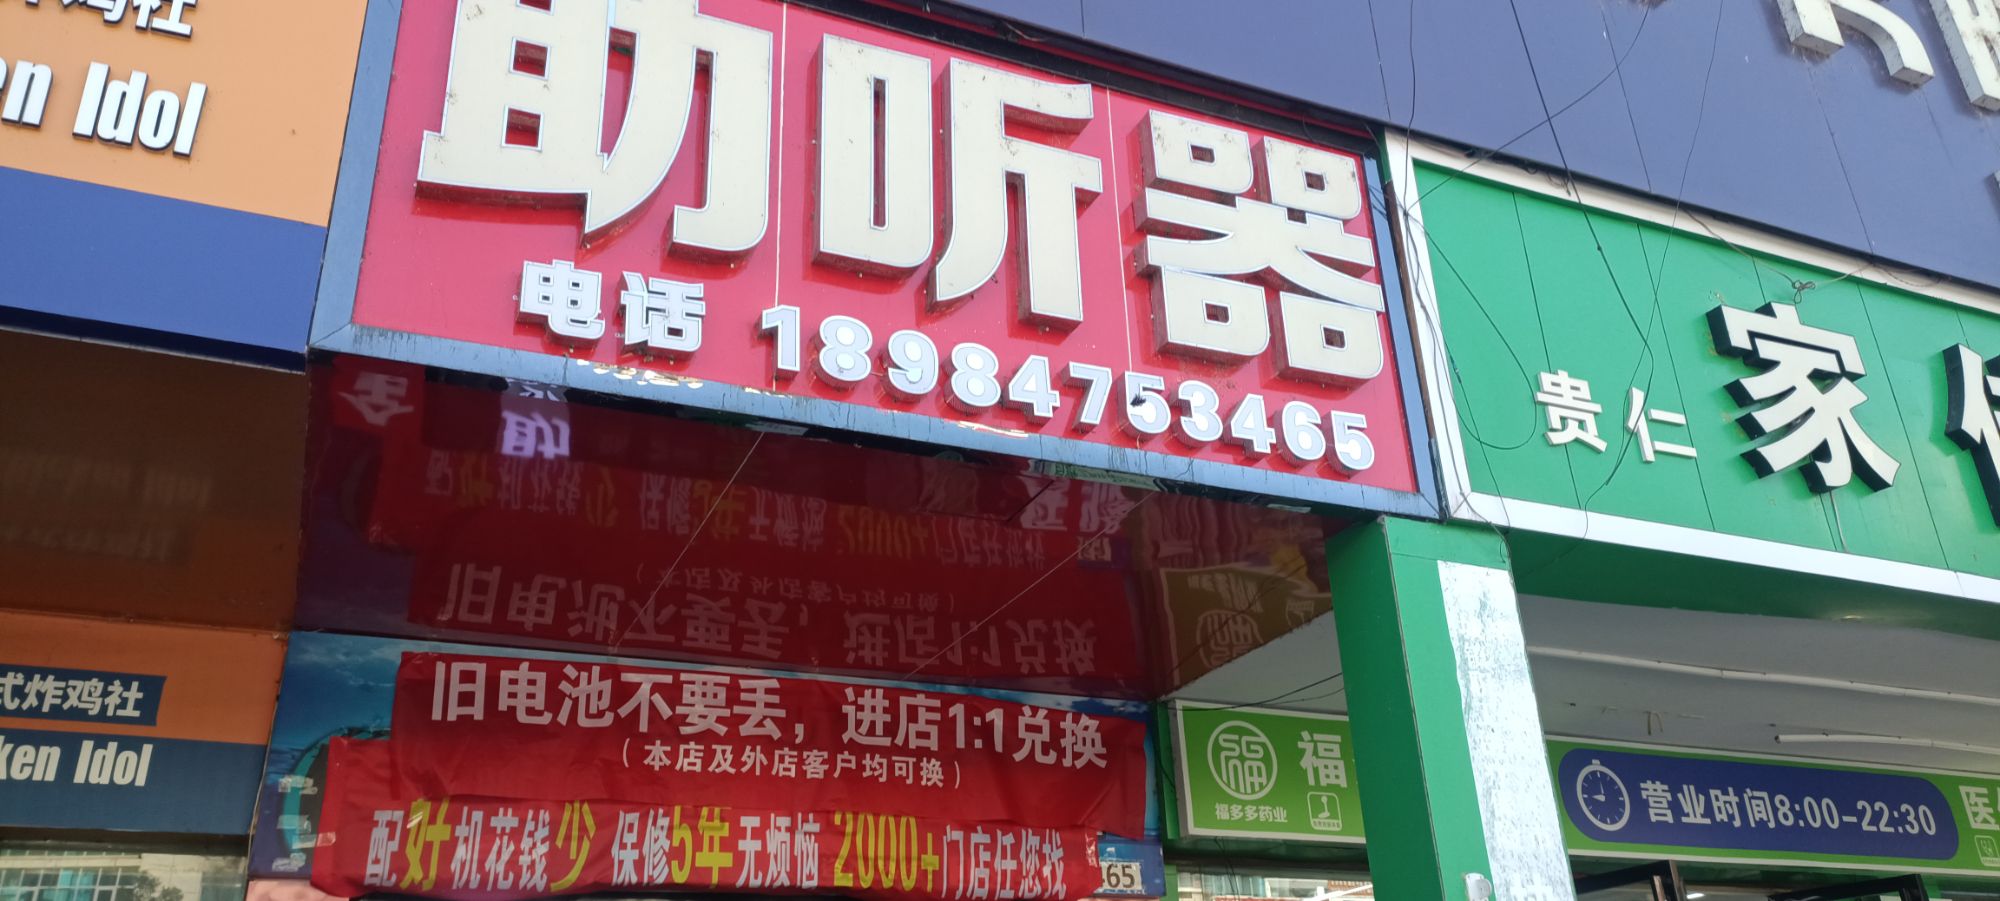 炸鸡社
en Idol
助听器
电话 18984753465
贵仁
家
式炸鸡社
ken Idol
旧电池不要丢，进店1:1兑换
（本店及外店客户均可换）
配好机花钱少 保修5年无烦恼 2000+门店任您找
465
福
福多多药业
营业时间8:00-22:30
医